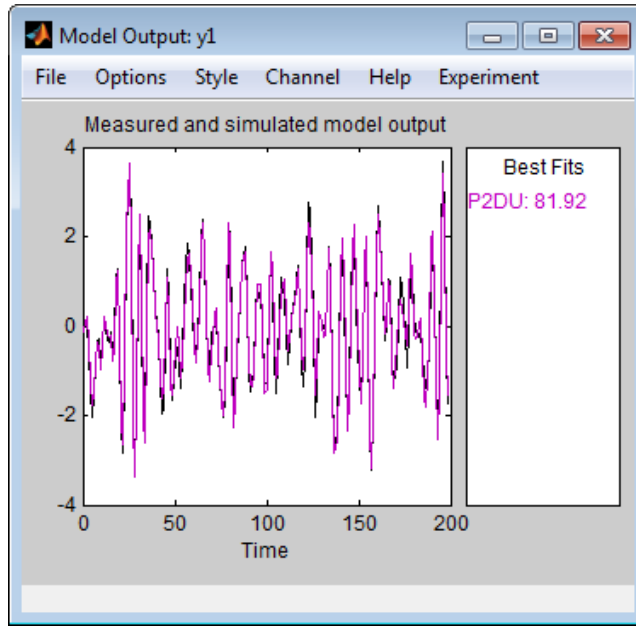 Model Output: y1
File Options Style Channel Help Experiment
Measured and simulated model output
Best Fits
P2DU: 81.92
4
2
0
-2
-4
0 50 100 150 200
Time